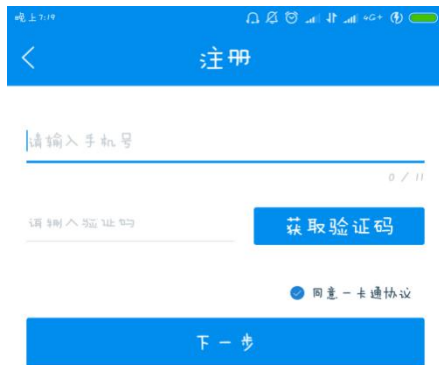 晚上7:19 4G+
注册
请输入手机号
0 / 11
请输入验证码
获取验证码
同意一卡通协议
下一步